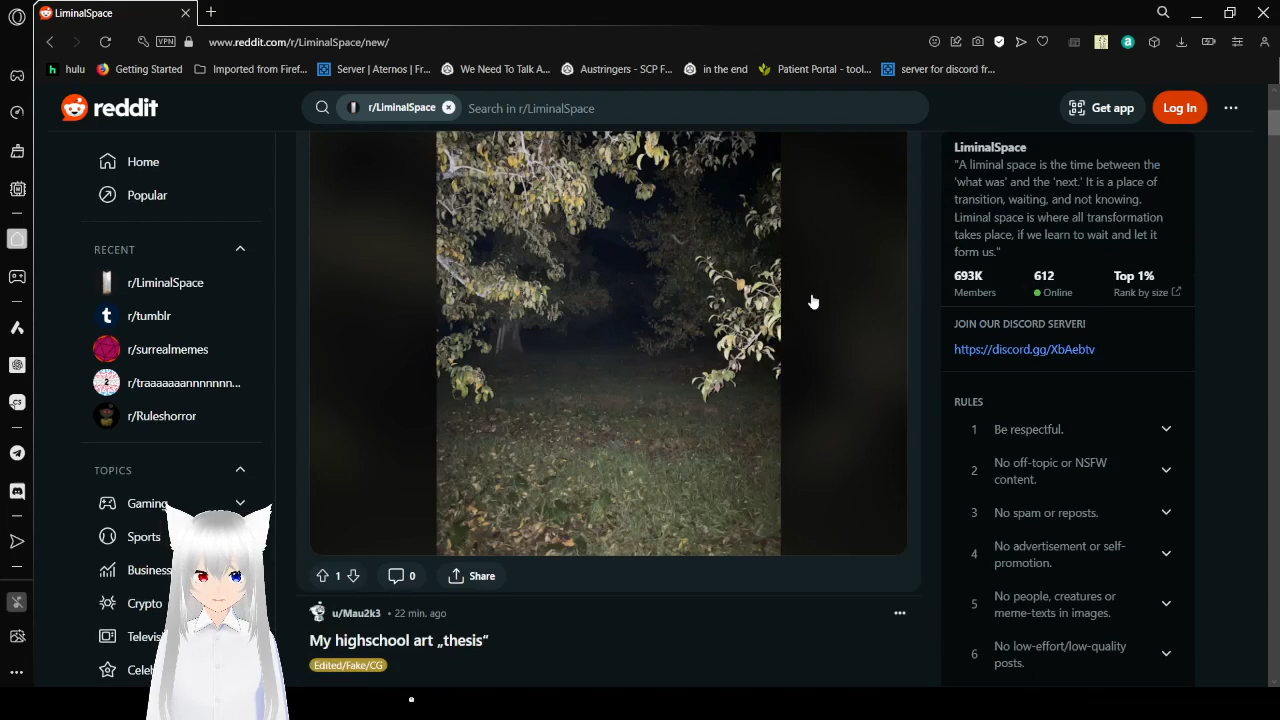 LiminalSpace
VPN
www.reddit.com/r/LiminalSpace/new/
h
hulu
Getting Started
Imported from Firef...
Server | Aternos | Fr...
We Need To Talk A...
Austringers - SCP F...
in the end
Patient Portal - tool...
server for discord fr...
reddit
r/LiminalSpace
Search in r/LiminalSpace
Get app
Log In
Home
Popular
RECENT
r/LiminalSpace
r/tumblr
r/surrealmemes
r/traaaaaaannnnnnn...
r/Ruleshorror
TOPICS
Gaming
Sports
Business
Crypto
1
0
Share
u/Mau2k3
22 min. ago
My highschool art „thesis“
Edited/Fake/CG
LiminalSpace
"A liminal space is the time between the
'what was' and the 'next.' It is a place of
transition, waiting, and not knowing.
Liminal space is where all transformation
takes place, if we learn to wait and let it
form us."
693K
612
Top 1%
Members
Online
Rank by size
JOIN OUR DISCORD SERVER!
https://discord.gg/XbAebtv
RULES
1 Be respectful.
2 No off-topic or NSFW
content.
3 No spam or reposts.
4 No advertisement or self-
promotion.
5 No people, creatures or
meme-texts in images.
6 No low-effort/low-quality
posts.